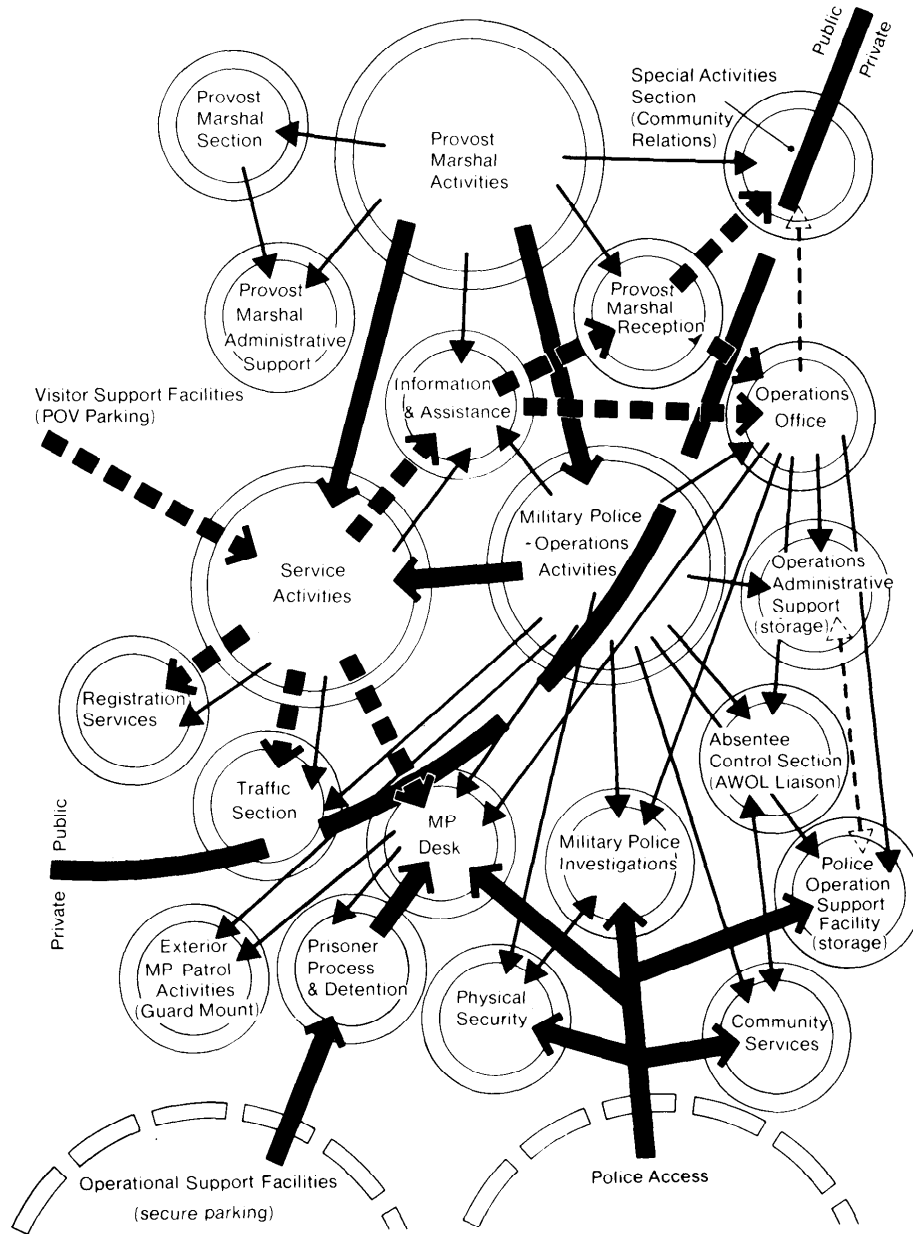 Public
Private
Special Activities
Section
(Community
Relations)
Provost
Marshal
Section
Provost
Marshal
Activities
Provost
Marshal
Administrative
Support
Provost
Marshal
Reception
Information
& Assistance
Operations
Office
Visitor Support Facilities
(POV Parking)
Service
Activities
Military Police
-Operations
Activities
Operations
Administrative
Support
(storage)
Registration
Services
Traffic
Section
Absentee
Control Section
(AWOL Liaison)
MP
Desk
Military Police
Investigations
Public
Private
Police
Operation
Support
Facility
(storage)
Exterior
MP Patrol
Activities
(Guard Mount)
Prisoner
Process
& Detention
Physical
Security
Community
Services
Operational Support Facilities
(secure parking)
Police Access